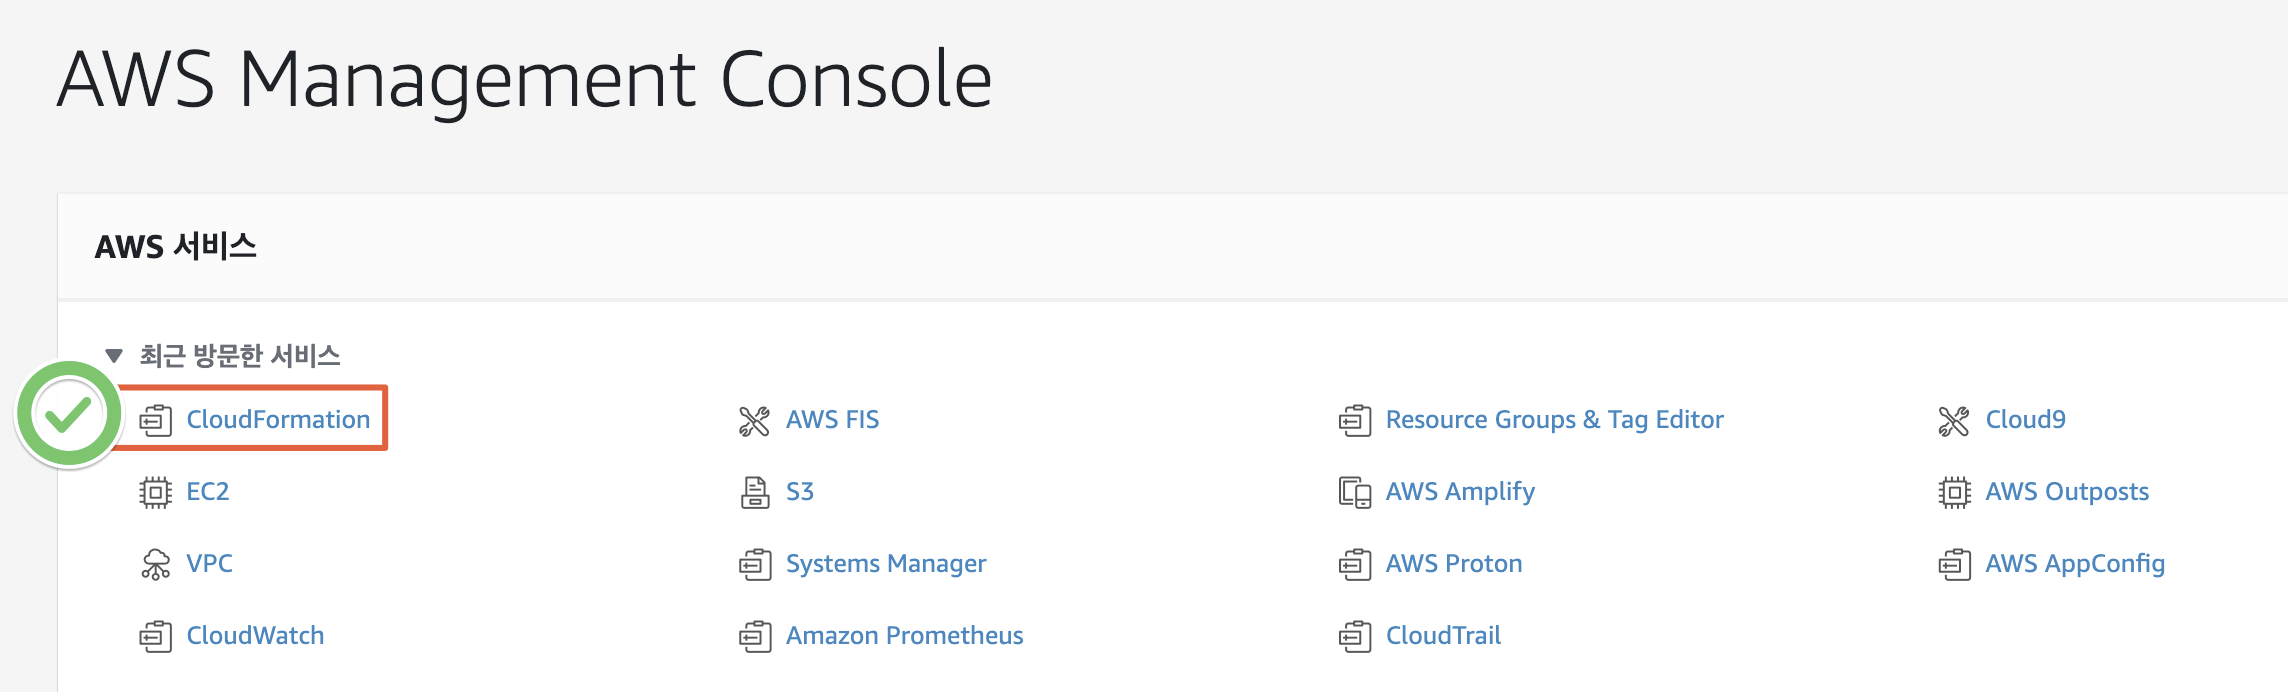 AWS Management Console
AWS 서비스
▼ 최근 방문한 서비스
CloudFormation
AWS FIS
Resource Groups & Tag Editor
Cloud9
EC2
S3
AWS Amplify
AWS Outposts
VPC
Systems Manager
AWS Proton
AWS AppConfig
CloudWatch
Amazon Prometheus
CloudTrail